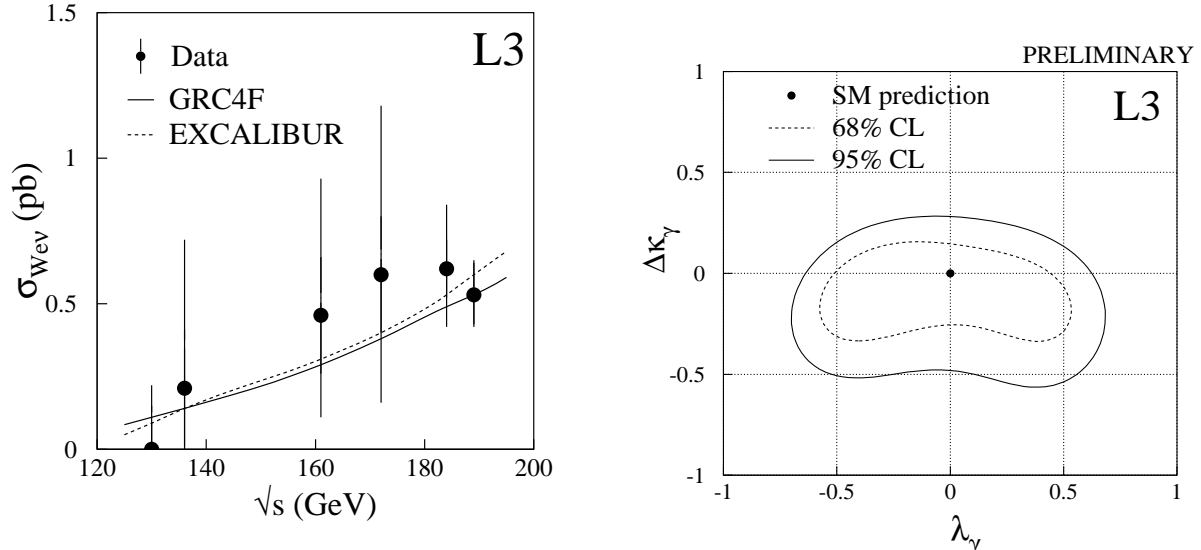 1.5
1
0.5
0
120
140
160
180
200
σWeν (pb)
√s (GeV)
L3
Data
GRC4F
EXCALIBUR
PRELIMINARY
1
0.5
0
-0.5
-1
-1
-0.5
0
0.5
1
Δκγ
λγ
L3
SM prediction
68% CL
95% CL